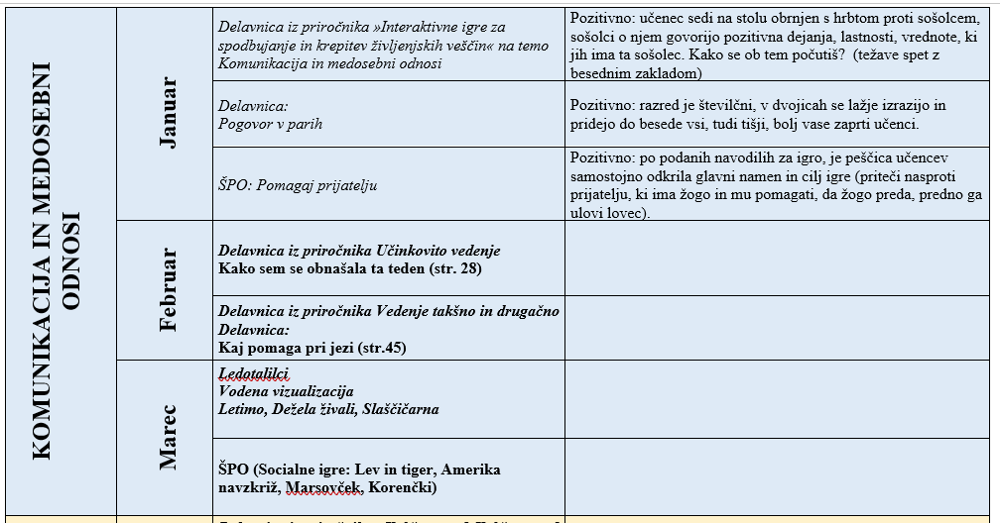 KOMUNIKACIJA IN MEDOSEBNI
ODNOSI
Januar
Delavnica iz priročnika »Interaktivne igre za
spodbujanje in krepitev življenjskih veščin« na temo
Komunikacija in medosebni odnosi
Pozitivno: učenec sedi na stolu obrnjen s hrbtom proti sošolcem,
sošolci o njem govorijo pozitivna dejanja, lastnosti, vrednote, ki
jih ima ta sošolec. Kako se ob tem počutiš? (težave spet z
besednim zakladom)
Delavnica:
Pogovor v parih
Pozitivno: razred je številčni, v dvojicah se lažje izrazijo in
pridejo do besede vsi, tudi tišji, bolj vase zaprti učenci.
ŠPO: Pomagaj prijatelju
Pozitivno: po podanih navodilih za igro, je peščica učencev
samostojno odkrila glavni namen in cilj igre (priteči nasproti
prijatelju, ki ima žogo in mu pomagati, da žogo preda, predno ga
ulovi lovec).
Februar
Delavnica iz priročnika Učinkovito vedenje
Kako sem se obnašala ta teden (str. 28)
Delavnica iz priročnika Vedenje takšno in drugačno
Delavnica:
Kaj pomaga pri jezi (str.45)
Marec
Ledotalilci
Vodena vizualizacija
Letimo, Dežela živali, Slaščičarna
ŠPO (Socialne igre: Lev in tiger, Amerika
navzkriž, Marsovček, Korenčki)